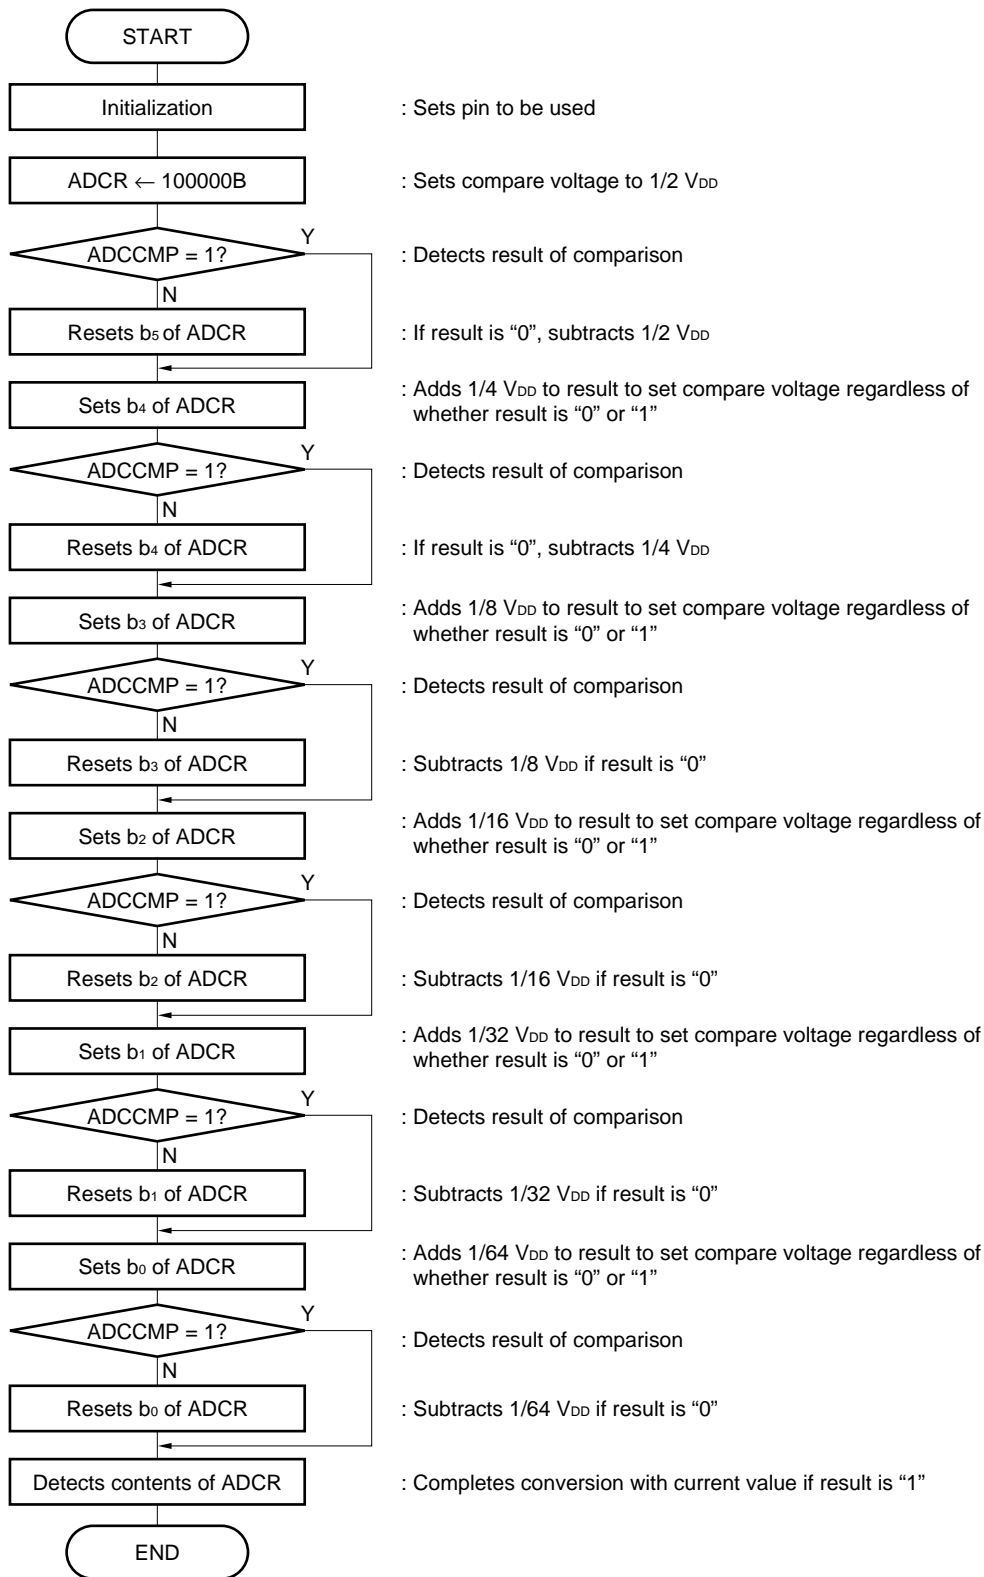 START
Initialization
: Sets pin to be used
ADCR ← 100000B
: Sets compare voltage to 1/2 VDD
Y
ADCCMP = 1?
: Detects result of comparison
N
Resets b5 of ADCR
: If result is “0”, subtracts 1/2 VDD
Sets b4 of ADCR
: Adds 1/4 VDD to result to set compare voltage regardless of
whether result is “0” or “1”
Y
ADCCMP = 1?
: Detects result of comparison
N
Resets b4 of ADCR
: If result is “0”, subtracts 1/4 VDD
Sets b3 of ADCR
: Adds 1/8 VDD to result to set compare voltage regardless of
whether result is “0” or “1”
Y
ADCCMP = 1?
: Detects result of comparison
N
Resets b3 of ADCR
: Subtracts 1/8 VDD if result is “0”
Sets b2 of ADCR
: Adds 1/16 VDD to result to set compare voltage regardless of
whether result is “0” or “1”
Y
ADCCMP = 1?
: Detects result of comparison
N
Resets b2 of ADCR
: Subtracts 1/16 VDD if result is “0”
Sets b1 of ADCR
: Adds 1/32 VDD to result to set compare voltage regardless of
whether result is “0” or “1”
Y
ADCCMP = 1?
: Detects result of comparison
N
Resets b1 of ADCR
: Subtracts 1/32 VDD if result is “0”
Sets b0 of ADCR
: Adds 1/64 VDD to result to set compare voltage regardless of
whether result is “0” or “1”
Y
ADCCMP = 1?
: Detects result of comparison
N
Resets b0 of ADCR
: Subtracts 1/64 VDD if result is “0”
Detects contents of ADCR
: Completes conversion with current value if result is “1”
END